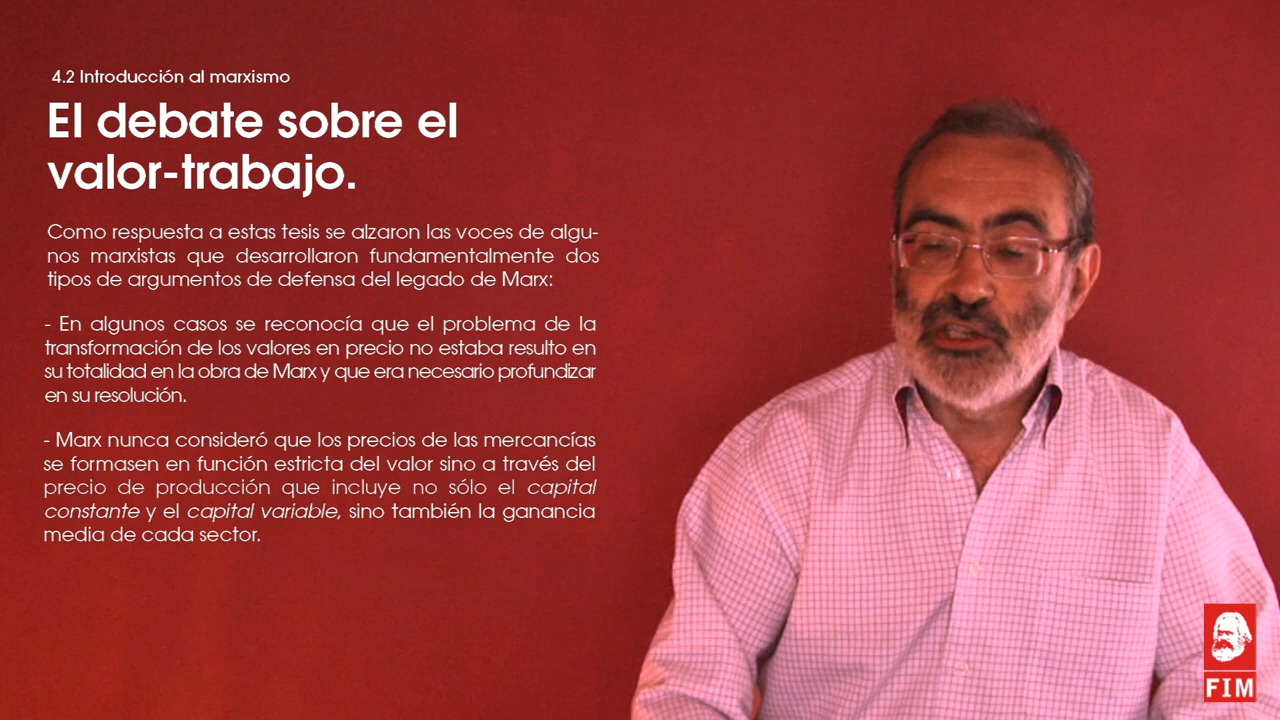 4.2 Introducción al marxismo
El debate sobre el
valor-trabajo.
Como respuesta a estas tesis se alzaron las voces de algu-
nos marxistas que desarrollaron fundamentalmente dos
tipos de argumentos de defensa del legado de Marx:
- En algunos casos se reconocía que el problema de la
transformación de los valores en precio no estaba resulto en
su totalidad en la obra de Marx y que era necesario profundizar
en su resolución.
- Marx nunca consideró que los precios de las mercancías
se formasen en función estricta del valor sino a través del
precio de producción que incluye no sólo el capital
constante y el capital variable, sino también la ganancia
media de cada sector.
FIM